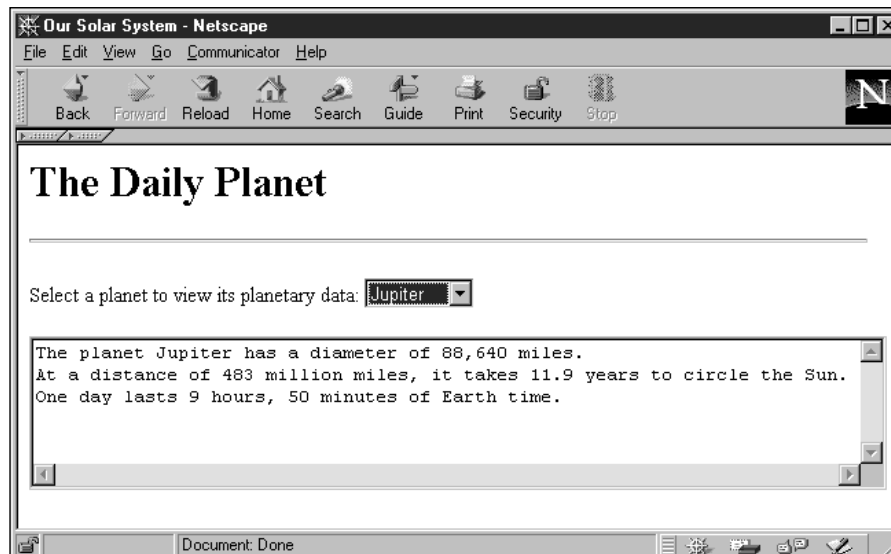 Our Solar System - Netscape
File Edit View Go Communicator Help
Back Forward Reload Home Search Guide Print Security Stop
N
The Daily Planet
Select a planet to view its planetary data: Jupiter
The planet Jupiter has a diameter of 88,640 miles.
At a distance of 483 million miles, it takes 11.9 years to circle the Sun.
One day lasts 9 hours, 50 minutes of Earth time.
Document: Done